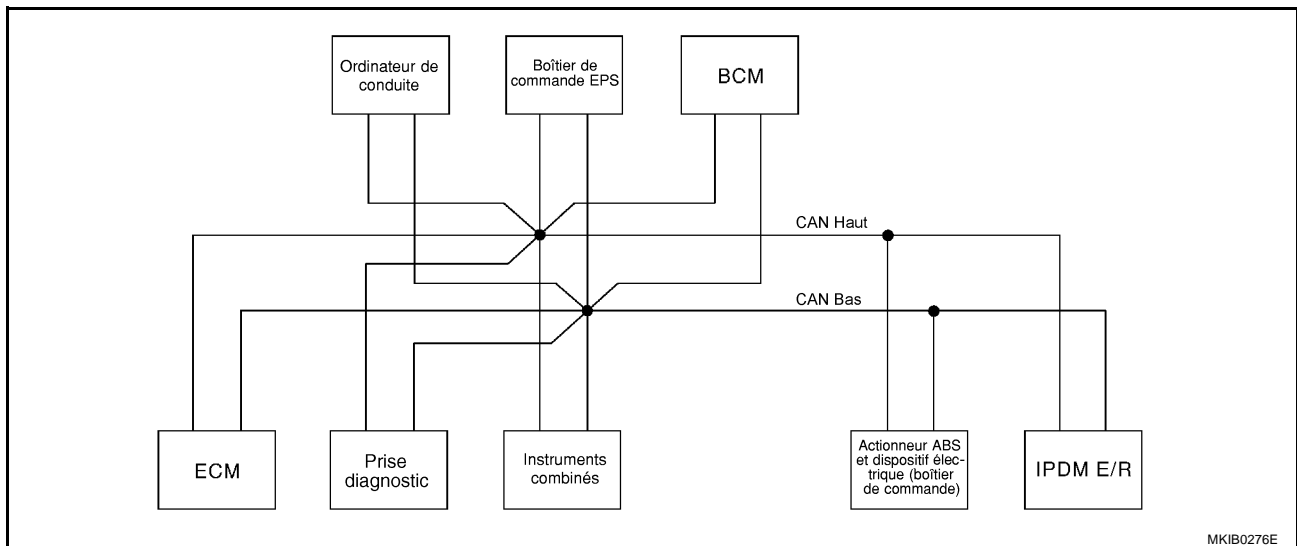 Ordinateur de
conduite
Boîtier de
commande EPS
BCM
CAN Haut
CAN Bas
ECM
Prise
diagnostic
Instruments
combinés
Actionneur ABS
et dispositif élec-
trique (boîtier
de commande)
IPDM E/R
MKIB0276E